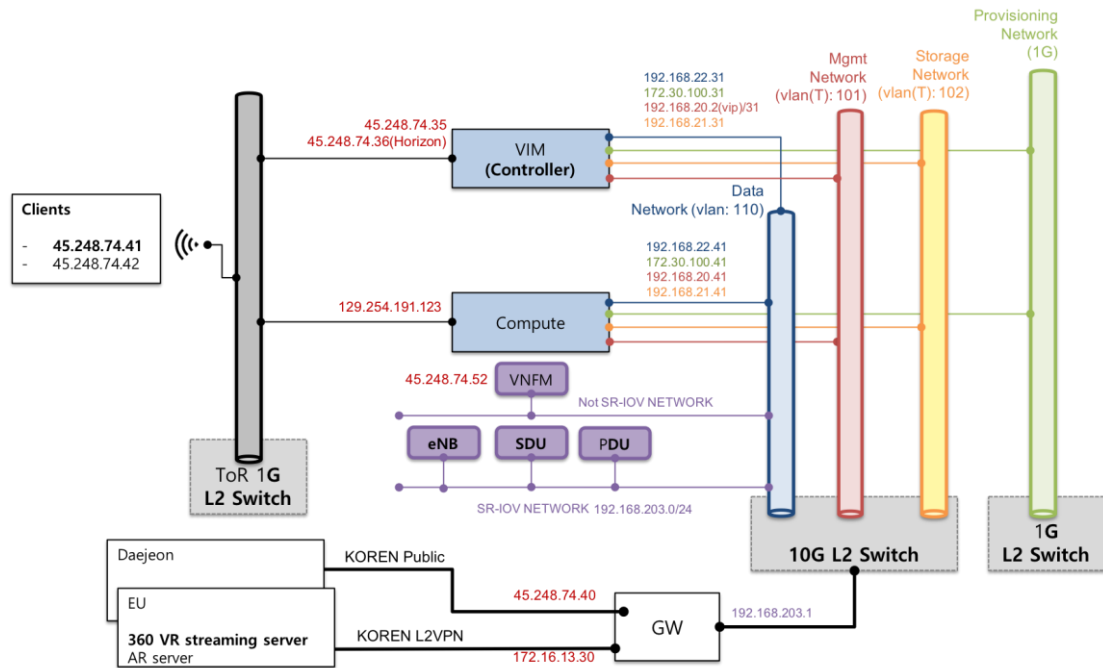 Provisioning
Network
(1G)
Mgmt
Network
(vlan(T): 101)
Storage
Network
(vlan(T): 102)
192.168.22.31
172.30.100.31
192.168.20.2(vip)/31
192.168.21.31
45.248.74.35
45.248.74.36(Horizon)
VIM
(Controller)
Data
Network (vlan: 110)
Clients
- 45.248.74.41
- 45.248.74.42
192.168.22.41
172.30.100.41
192.168.20.41
192.168.21.41
129.254.191.123
Compute
45.248.74.52
VNFM
Not SR-IOV NETWORK
eNB
SDU
PDU
SR-IOV NETWORK 192.168.203.0/24
ToR 1G
L2 Switch
10G L2 Switch
1G
L2 Switch
Daejeon
KOREN Public
45.248.74.40
EU
360 VR streaming server
AR server
KOREN L2VPN
172.16.13.30
GW
192.168.203.1